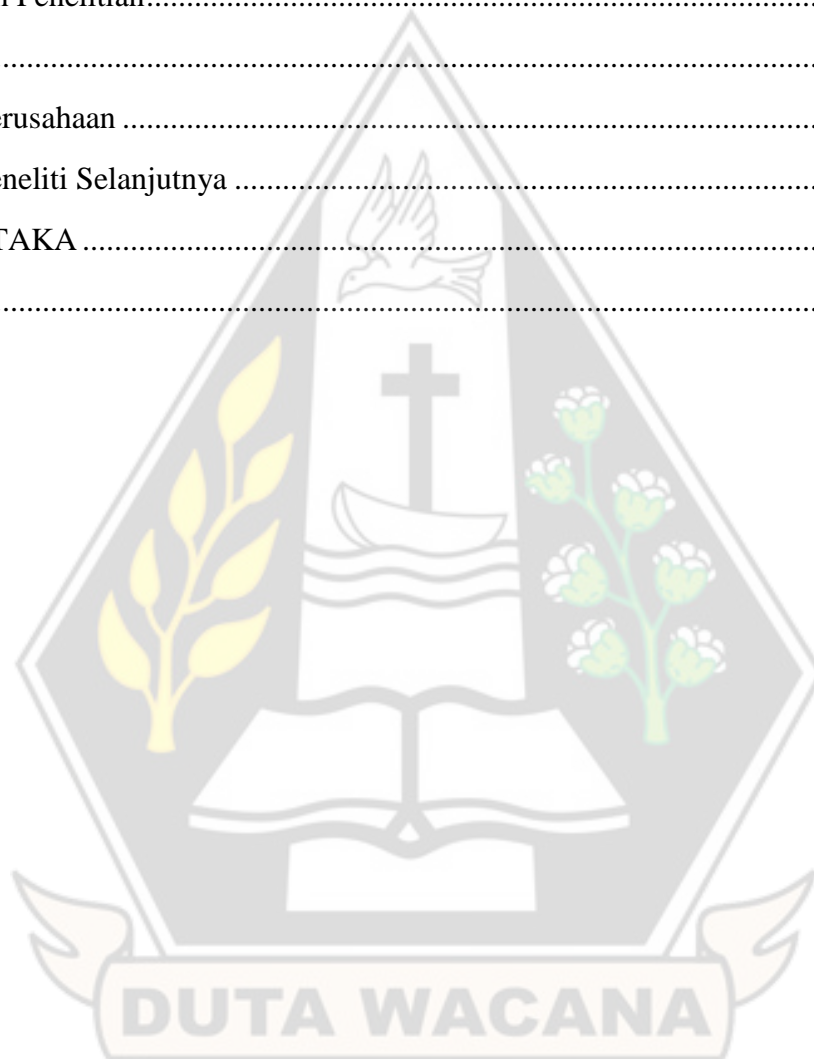 Penelitian................................................................................
................................................................................
erusahaan ................................................................................
eneliti Selanjutnya ................................................................................
TAKA ................................................................................
................................................................................
DUTA WACANA